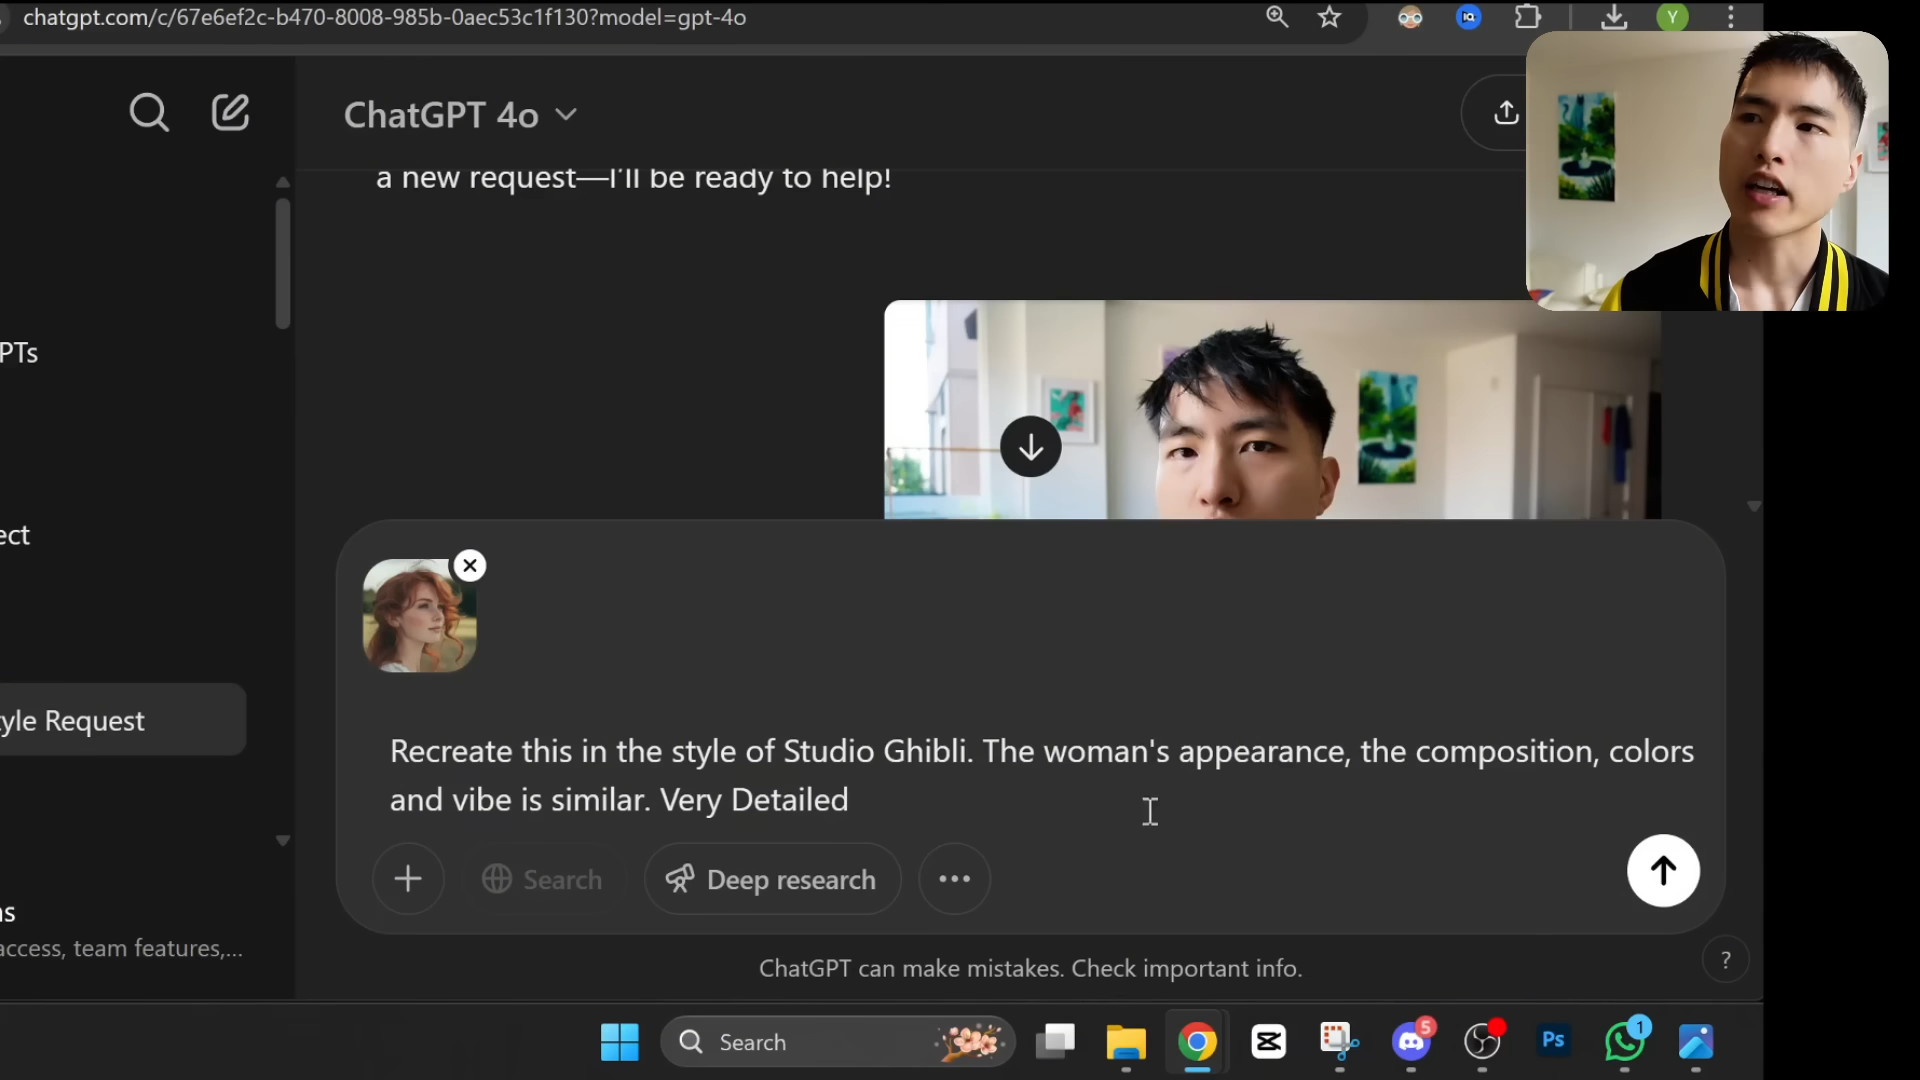 chatgpt.com/c/67e6ef2c-b470-8008-985b-0aec53c1f130?model=gpt-4o
Y
ChatGPT 4o
a new request—I'll be ready to help!
PTs
ect
yle Request
ns
access, team features,...
Recreate this in the style of Studio Ghibli. The woman's appearance, the composition, colors
and vibe is similar. Very Detailed
Search
Deep research
ChatGPT can make mistakes. Check important info.
?
Search
5
Ps
1